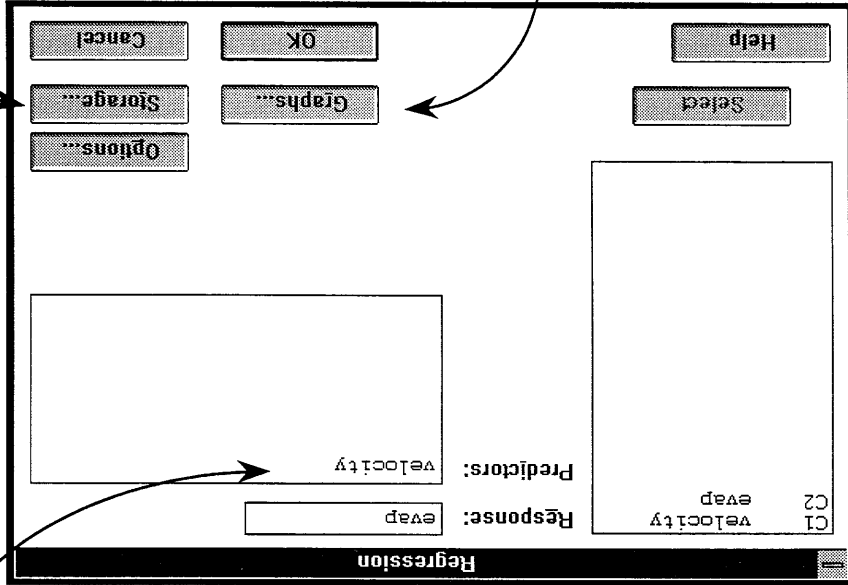 Regression
C1 velocity
C2 evap
Response: evap
Predictors: velocity
Options...
Select
Graphs...
Storage...
Help
OK
Cancel